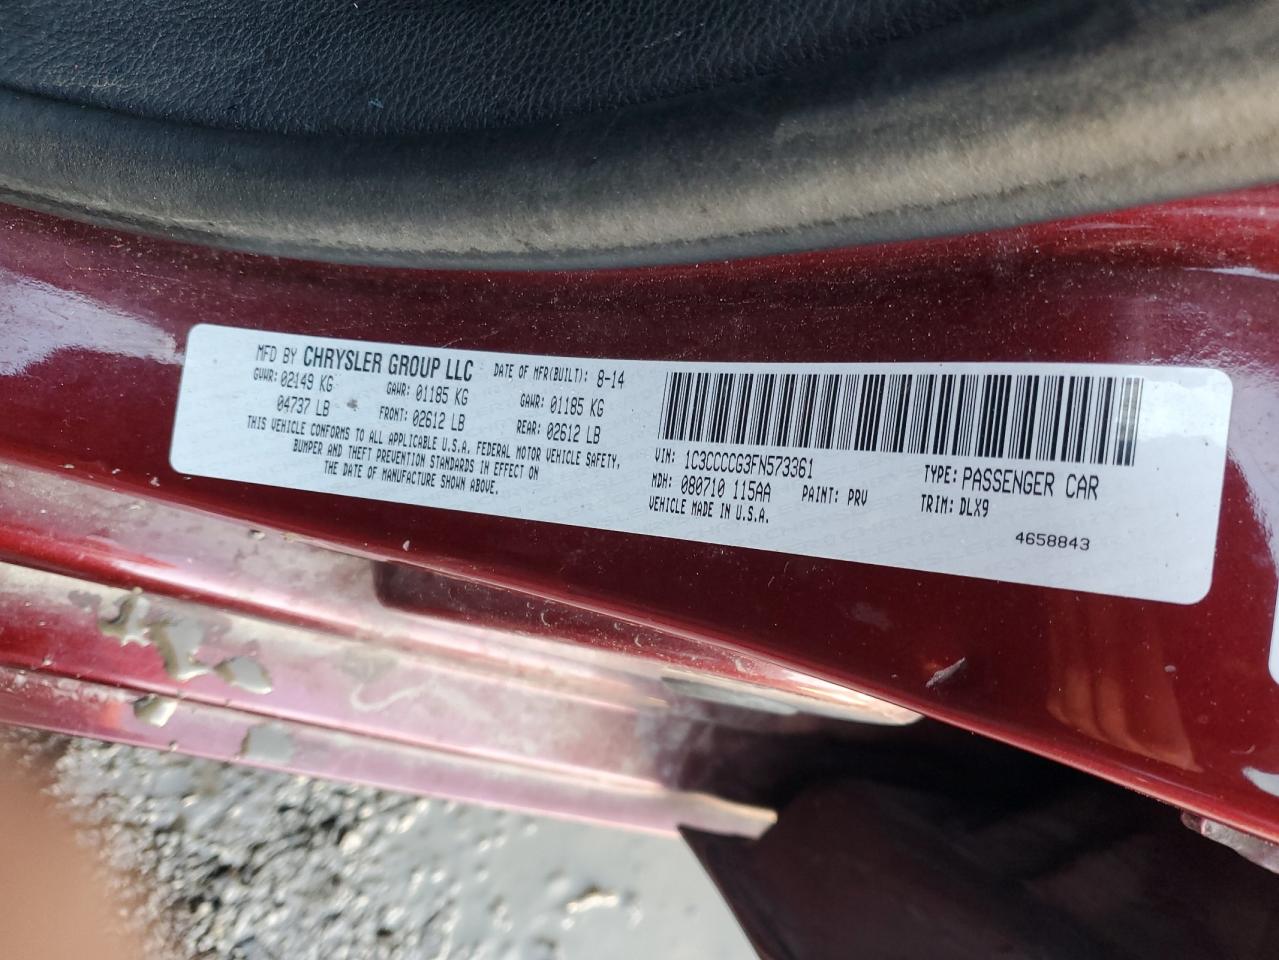 MFD BY CHRYSLER GROUP LLC DATE OF MFR(BUILT): 8-14
GVWR: 02149 KG GAWR: 01185 KG GAWR: 01185 KG
04737 LB FRONT: 02612 LB REAR: 02612 LB
THIS VEHICLE CONFORMS TO ALL APPLICABLE U.S.A. FEDERAL MOTOR VEHICLE SAFETY,
BUMPER AND THEFT PREVENTION STANDARDS IN EFFECT ON
THE DATE OF MANUFACTURE SHOWN ABOVE.
VIN: 1C3CCCCG3FN573361 TYPE: PASSENGER CAR
MDH: 080710 115AA PAINT: PRV TRIM: DLX9
VEHICLE MADE IN U.S.A.
4658843